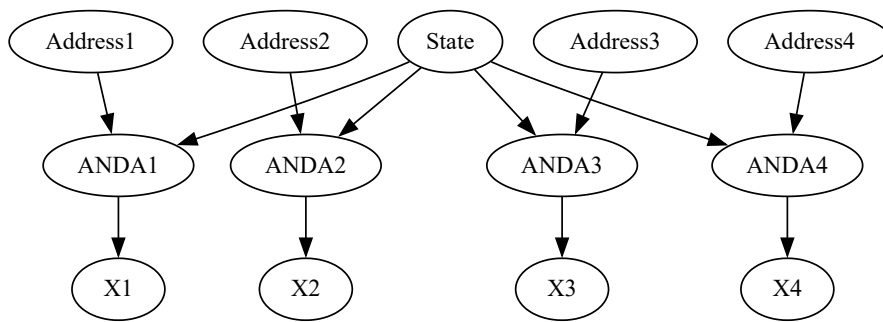 Address1 Address2 State Address3 Address4
ANDA1 ANDA2 ANDA3 ANDA4
X1 X2 X3 X4